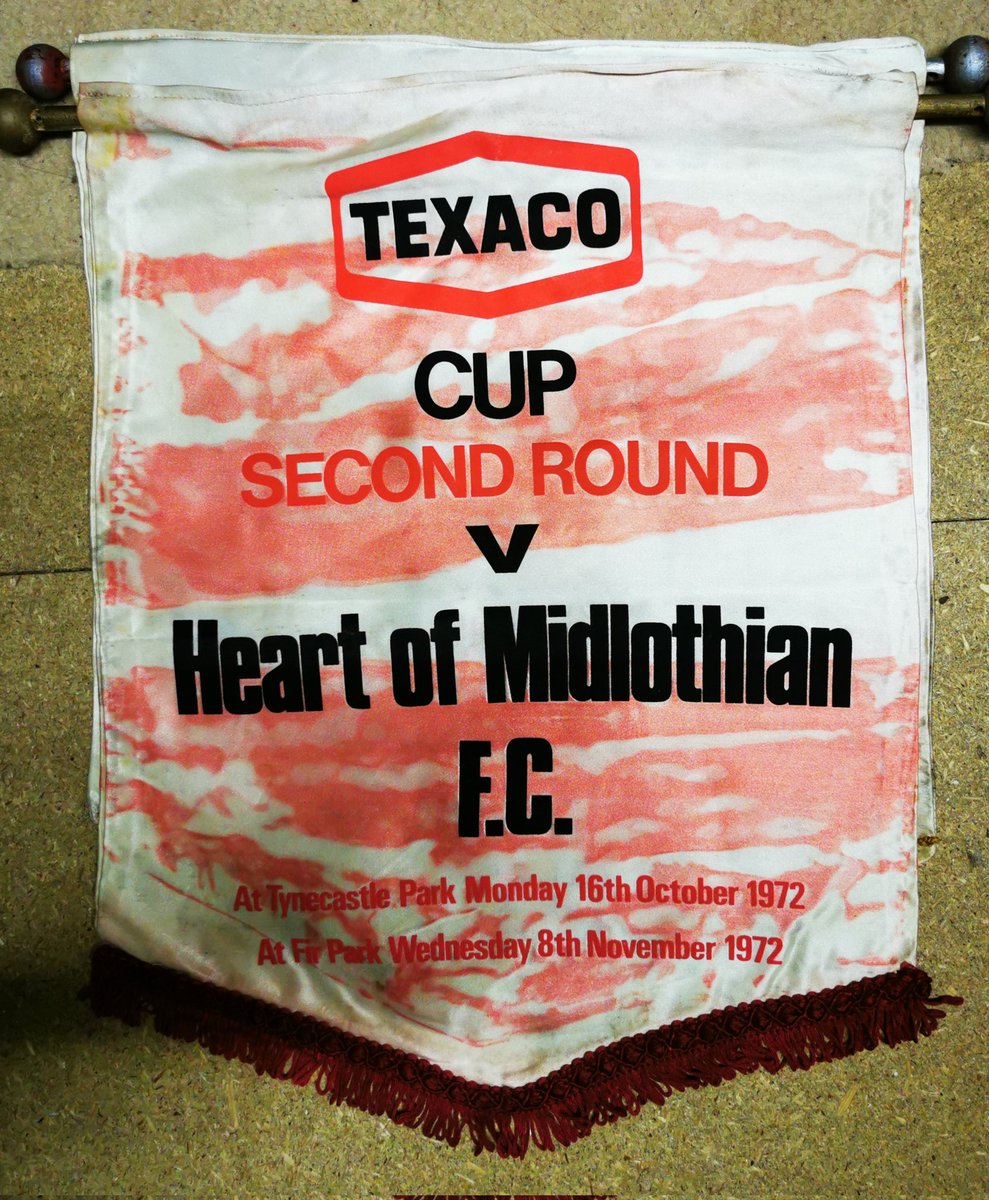 TEXACO
CUP
SECOND ROUND
V
Heart of Midlothian
F.C.
At Tynecastle Park Monday 16th October 1972
At Fir Park Wednesday 8th November 1972